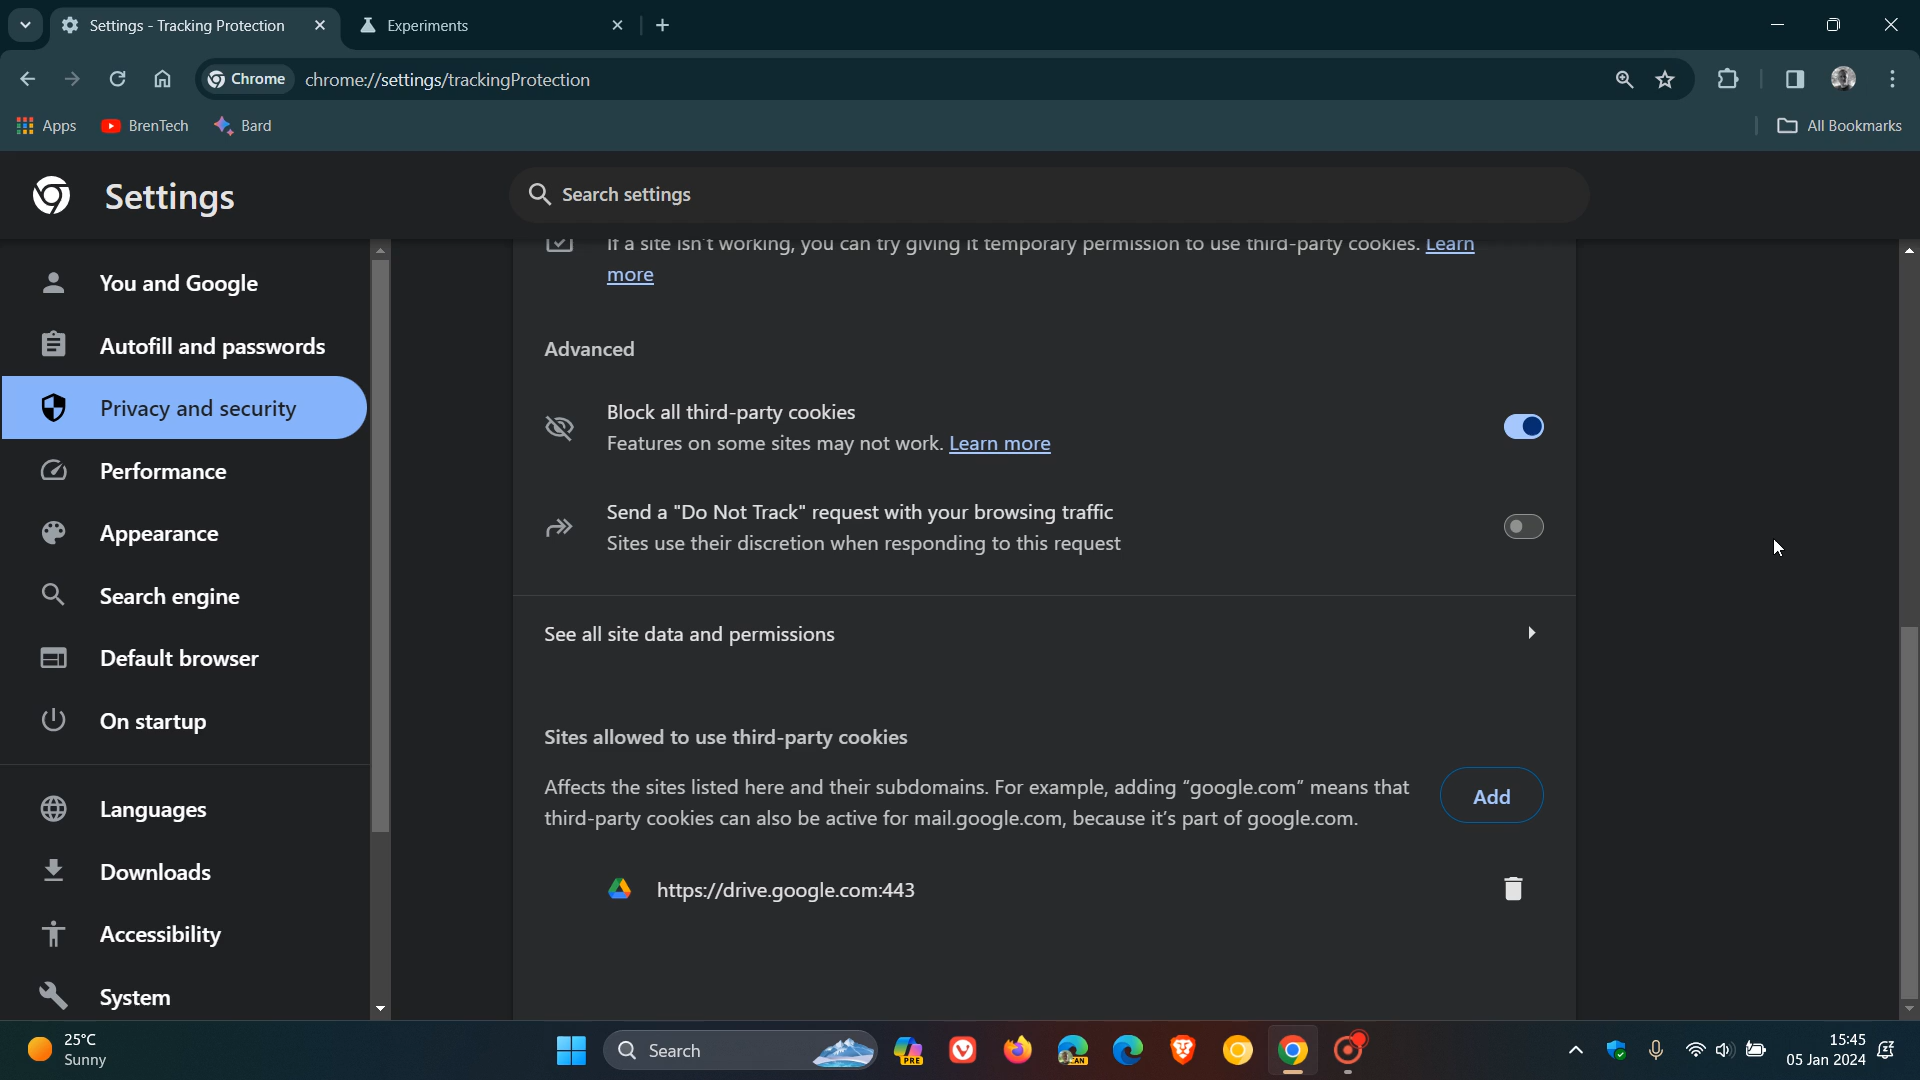 Settings - Tracking Protection
Experiments
Chrome
chrome://settings/trackingProtection
Apps
BrenTech
Bard
All Bookmarks
Settings
Search settings
You and Google
Autofill and passwords
Privacy and security
Performance
Appearance
Search engine
Default browser
On startup
Languages
Downloads
Accessibility
System
If a site isn't working, you can try giving it temporary permission to use third-party cookies. Learn
more
Advanced
Block all third-party cookies
Features on some sites may not work. Learn more
Send a "Do Not Track" request with your browsing traffic
Sites use their discretion when responding to this request
See all site data and permissions
Sites allowed to use third-party cookies
Affects the sites listed here and their subdomains. For example, adding “google.com” means that
third-party cookies can also be active for mail.google.com, because it’s part of google.com.
Add
https://drive.google.com:443
25°C
Sunny
Search
PRE
CAN
15:45
05 Jan 2024